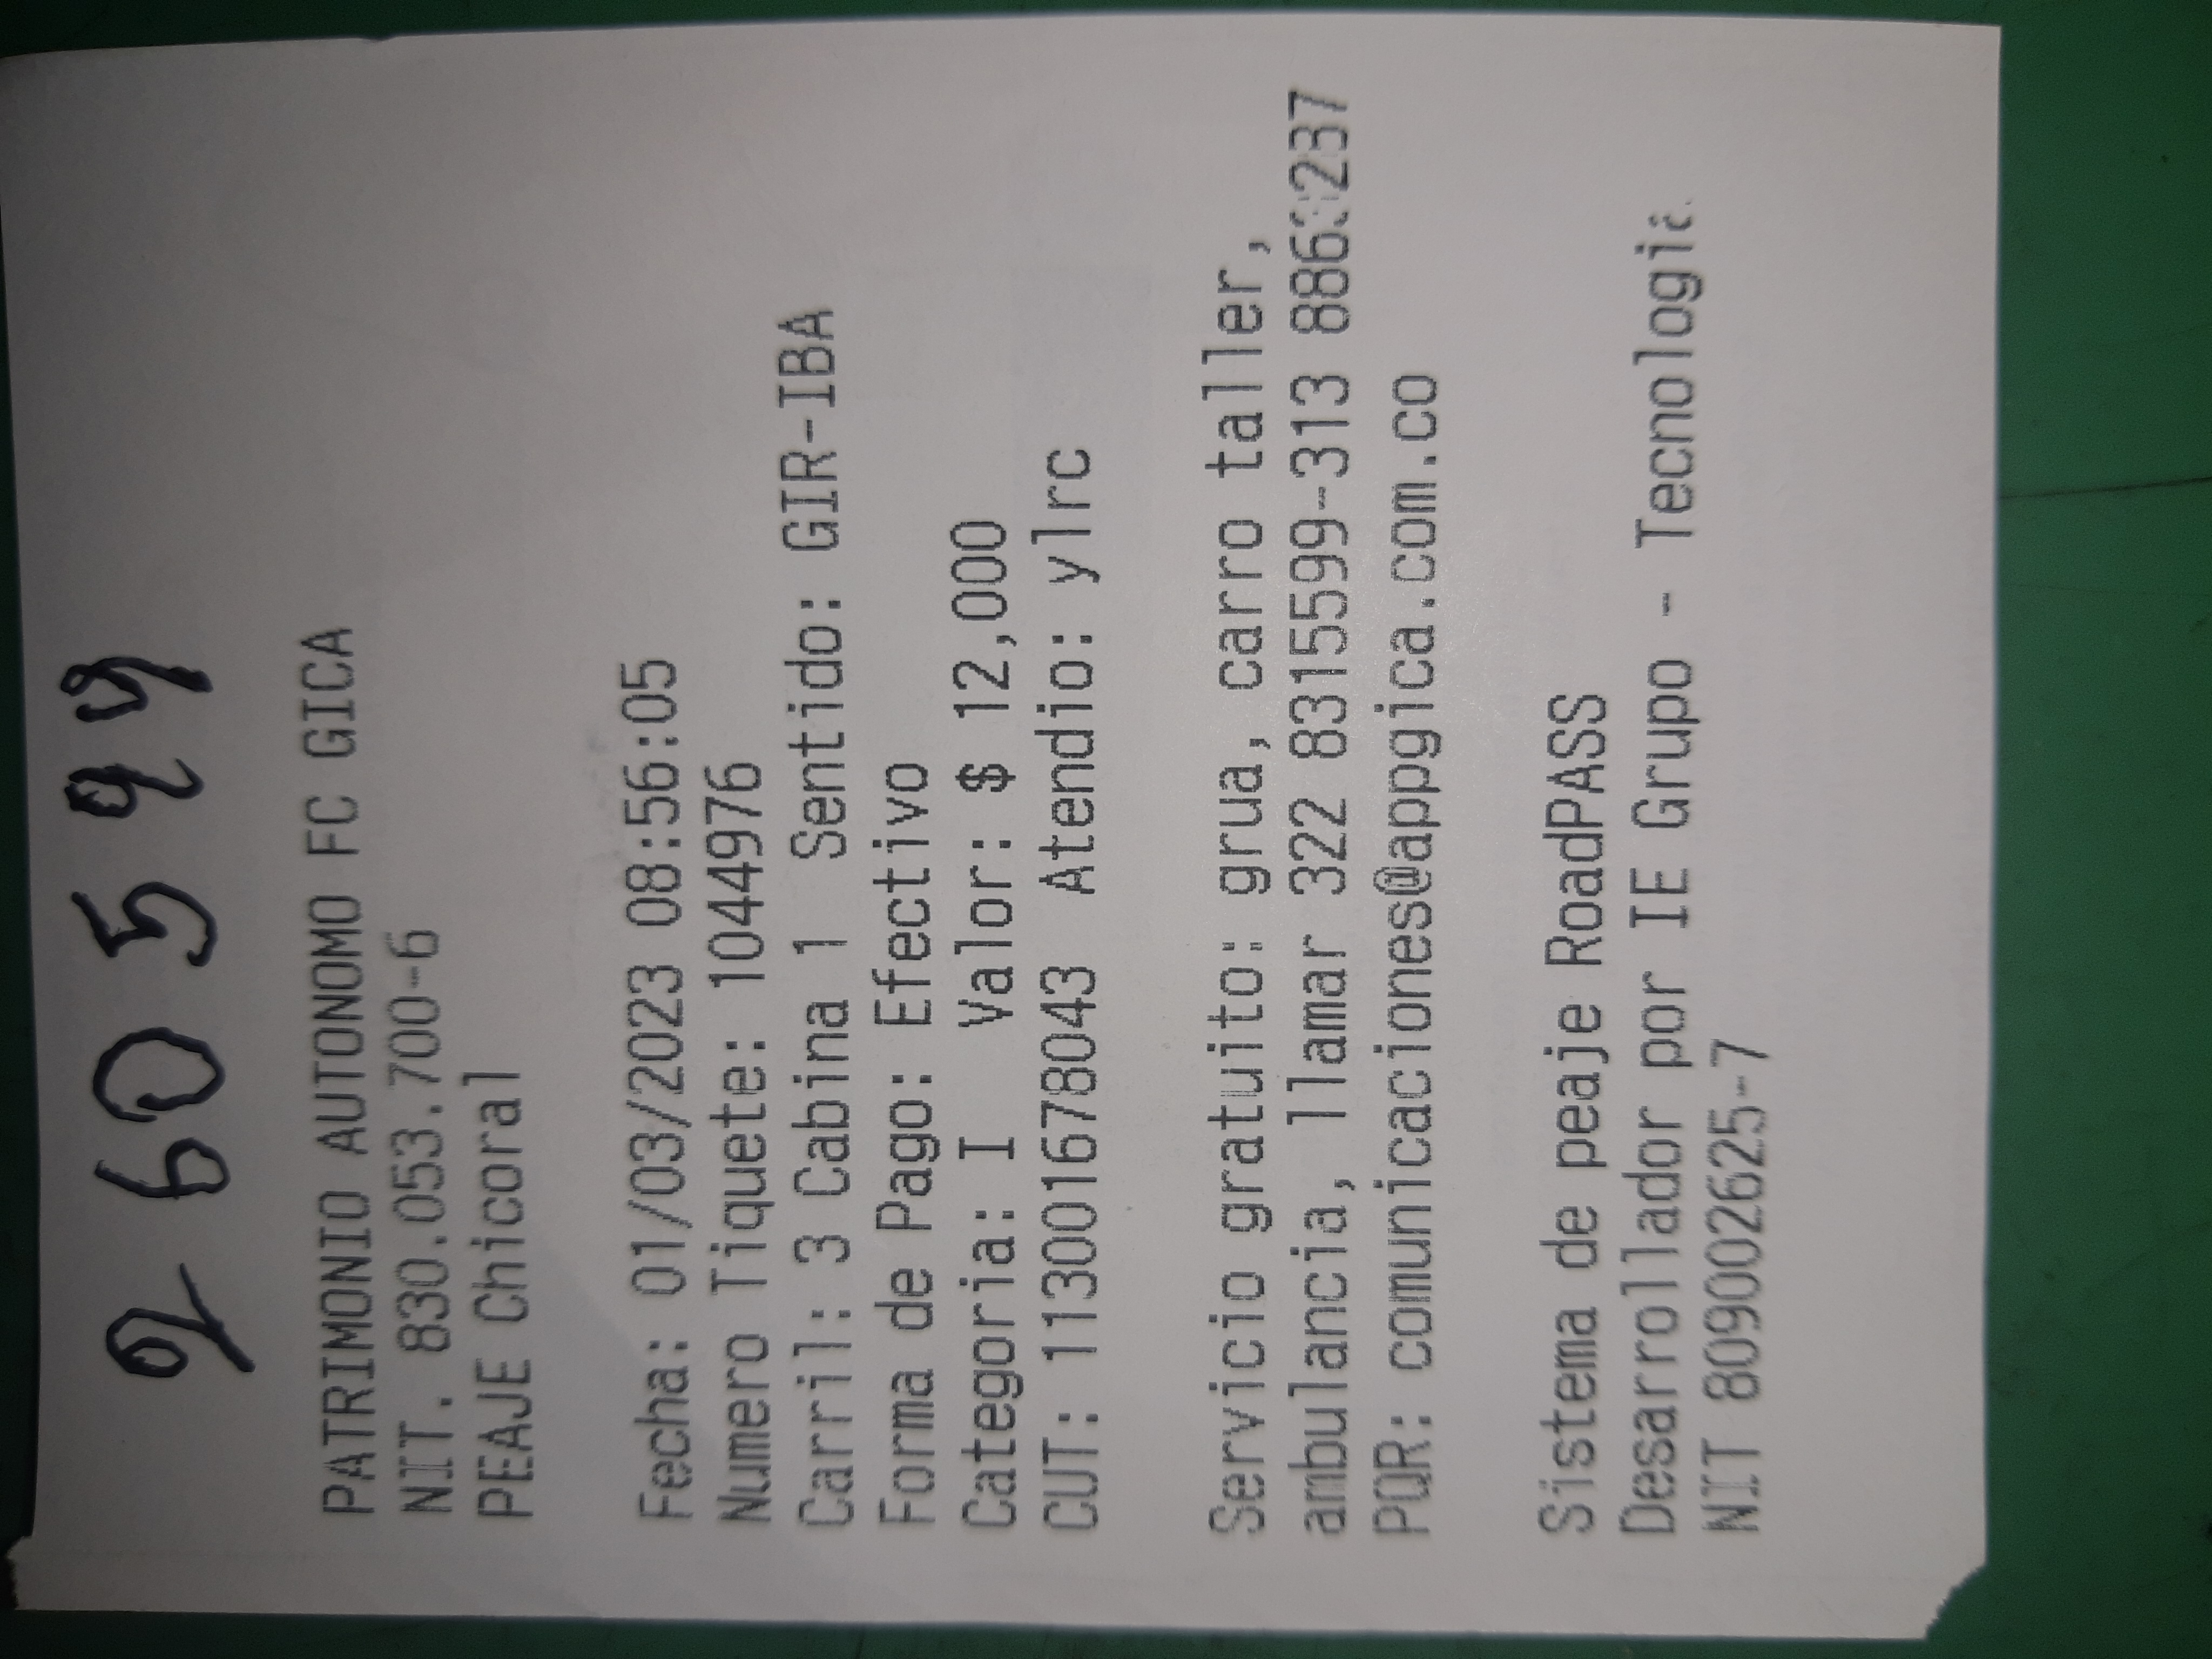 260594
PATRIMONIO AUTONOMO FC GICA
NIT. 830.053.700-6
PEAJE Chicoral
Fecha: 01/03/2023 08:56:05
Numero Tiquete: 1044976
Carril: 3 Cabina 1 Sentido: GIR-IBA
Forma de Pago: Efectivo
Categoria: I Valor: $ 12,000
CUT: 113001678043 Atendio: ylrc
Servicio gratuito: grua, carro taller,
ambulancia, llamar 322 8315599-313
PQR: comunicaciones@appgica.com.co
Sistema de peaje RoadPASS
Desarrollador por IE Grupo - Tecnologia
NIT 809002625-7